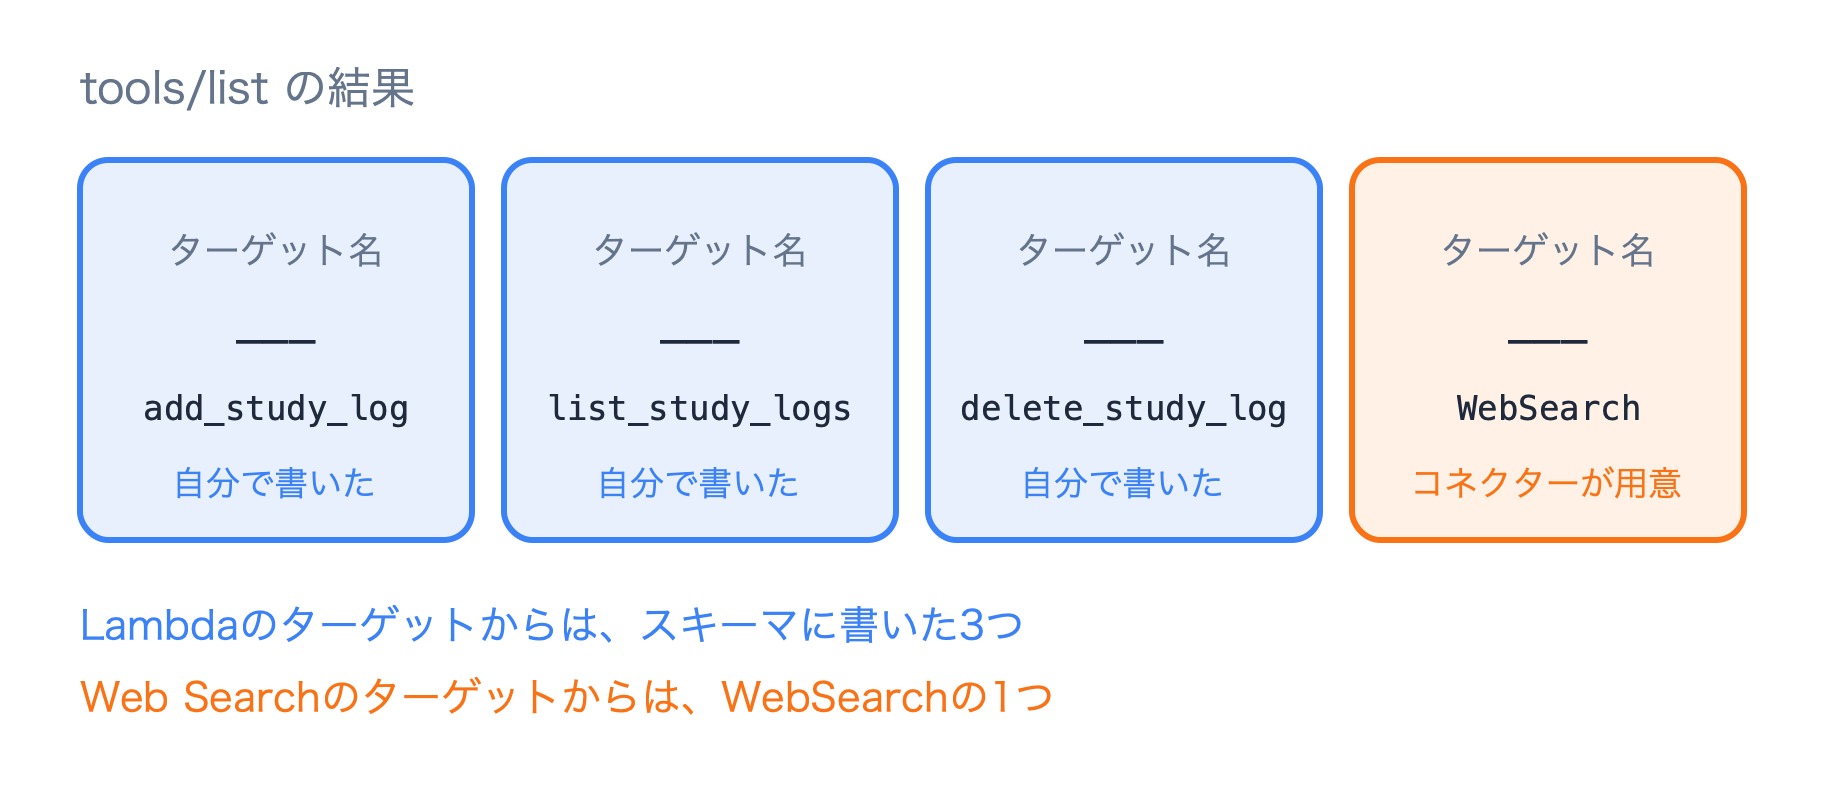 tools/list の結果
ターゲット名
___
add_study_log
自分で書いた
ターゲット名
___
list_study_logs
自分で書いた
ターゲット名
___
delete_study_log
自分で書いた
ターゲット名
___
WebSearch
コネクターが用意
Lambdaのターゲットからは、スキーマに書いた3つ
Web Searchのターゲットからは、WebSearchの1つ